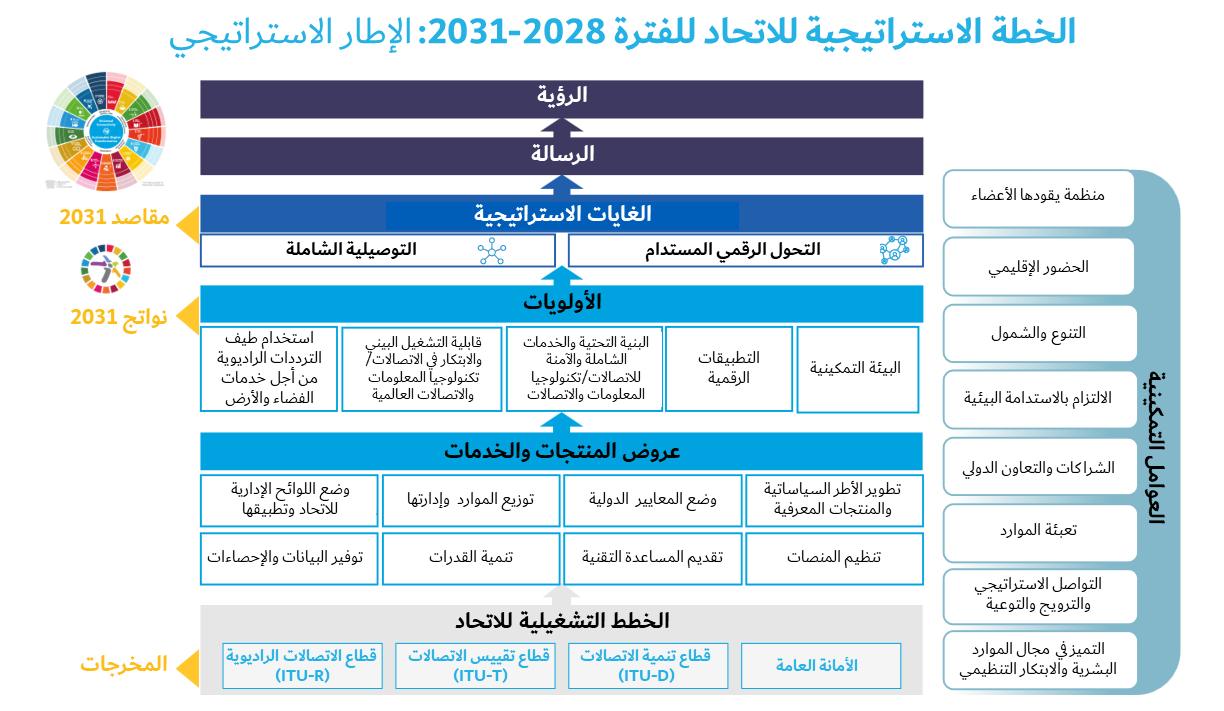 الخطة الاستراتيجية للاتحاد للفترة 2028-2031: الإطار الاستراتيجي
الرؤية
الرسالة
الغايات الاستراتيجية
التحول الرقمي المستدام
التوصيلية الشاملة
مقاصد 2031
الأولويات
نواتج 2031
البيئة التمكينية
التطبيقات
الرقمية
البنية التحتية والخدمات
الشاملة والآمنة
للاتصالات/تكنولوجيا
المعلومات والاتصالات
قابلية التشغيل البيني
والابتكار في الاتصالات/
تكنولوجيا المعلومات
والاتصالات العالمية
استخدام طيف
الترددات الراديوية
من أجل خدمات
الفضاء والأرض
عروض المنتجات والخدمات
تطوير الأطر السياساتية
والمنتجات المعرفية
وضع المعايير الدولية
توزيع الموارد وإدارتها
وضع اللوائح الإدارية
للاتحاد وتطبيقها
تنظيم المنصات
تقديم المساعدة التقنية
تنمية القدرات
توفير البيانات والإحصاءات
الخطط التشغيلية للاتحاد
الأمانة العامة
قطاع تنمية الاتصالات
(ITU-D)
قطاع تقييس الاتصالات
(ITU-T)
قطاع الاتصالات الراديوية
(ITU-R)
المخرجات
العوامل التمكينية
منظمة يقودها الأعضاء
الحضور الإقليمي
التنوع والشمول
الالتزام بالاستدامة البيئية
الشراكات والتعاون الدولي
تعبئة الموارد
التواصل الاستراتيجي
والترويج والتوعية
التميز في مجال الموارد
البشرية والابتكار التنظيمي